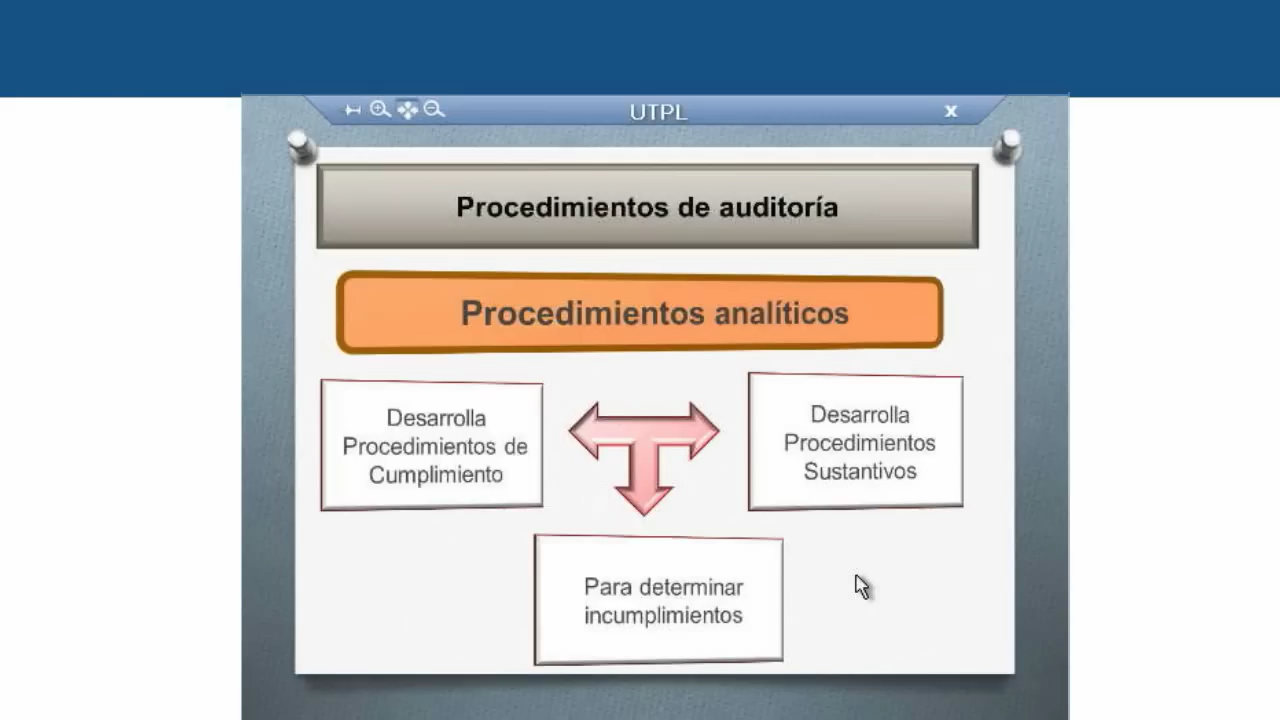 UTPL
x
Procedimientos de auditoría
Procedimientos analíticos
Desarrolla
Procedimientos de
Cumplimiento
Desarrolla
Procedimientos
Sustantivos
Para determinar
incumplimientos